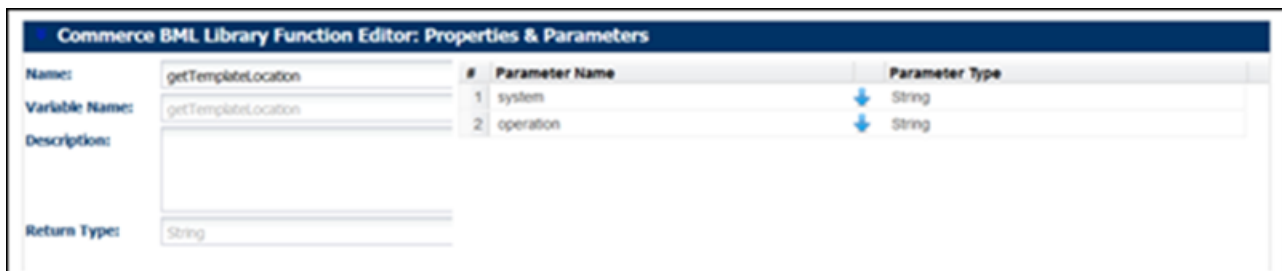 Commerce BML Library Function Editor: Properties & Parameters
Name: getTemplateLocation
Variable Name: getTemplateLocation
Description:
Return Type: String
# Parameter Name Parameter Type
1 system String
2 operation String